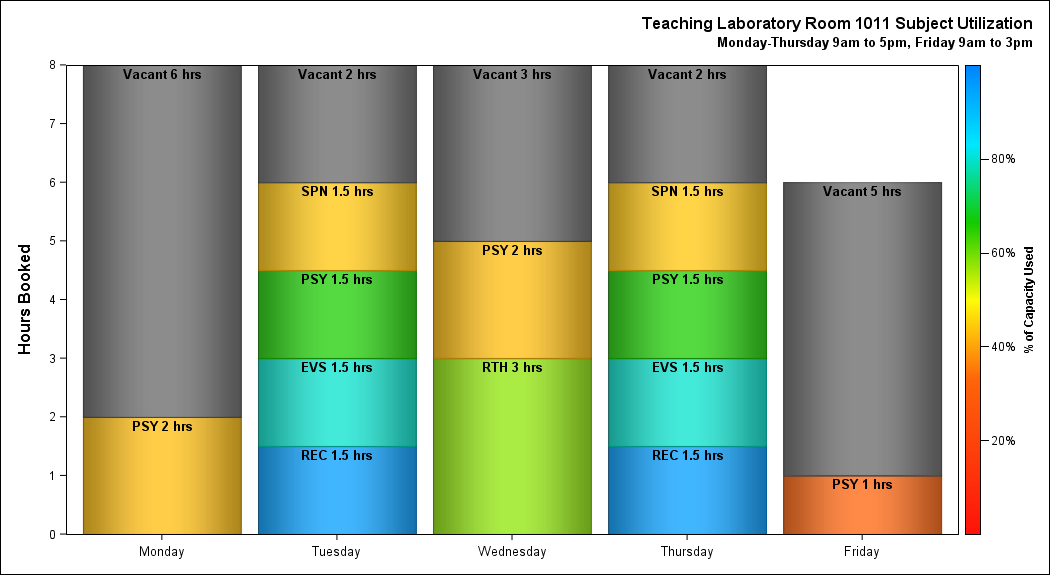 Teaching Laboratory Room 1011 Subject Utilization
Monday-Thursday 9am to 5pm, Friday 9am to 3pm
Hours Booked
8
7
6
5
4
3
2
1
0
Vacant 6 hrs
PSY 2 hrs
Vacant 2 hrs
SPN 1.5 hrs
PSY 1.5 hrs
EVS 1.5 hrs
REC 1.5 hrs
Vacant 3 hrs
PSY 2 hrs
RTH 3 hrs
Vacant 2 hrs
SPN 1.5 hrs
PSY 1.5 hrs
EVS 1.5 hrs
REC 1.5 hrs
Vacant 5 hrs
PSY 1 hrs
Monday
Tuesday
Wednesday
Thursday
Friday
80%
60%
40%
20%
% of Capacity Used